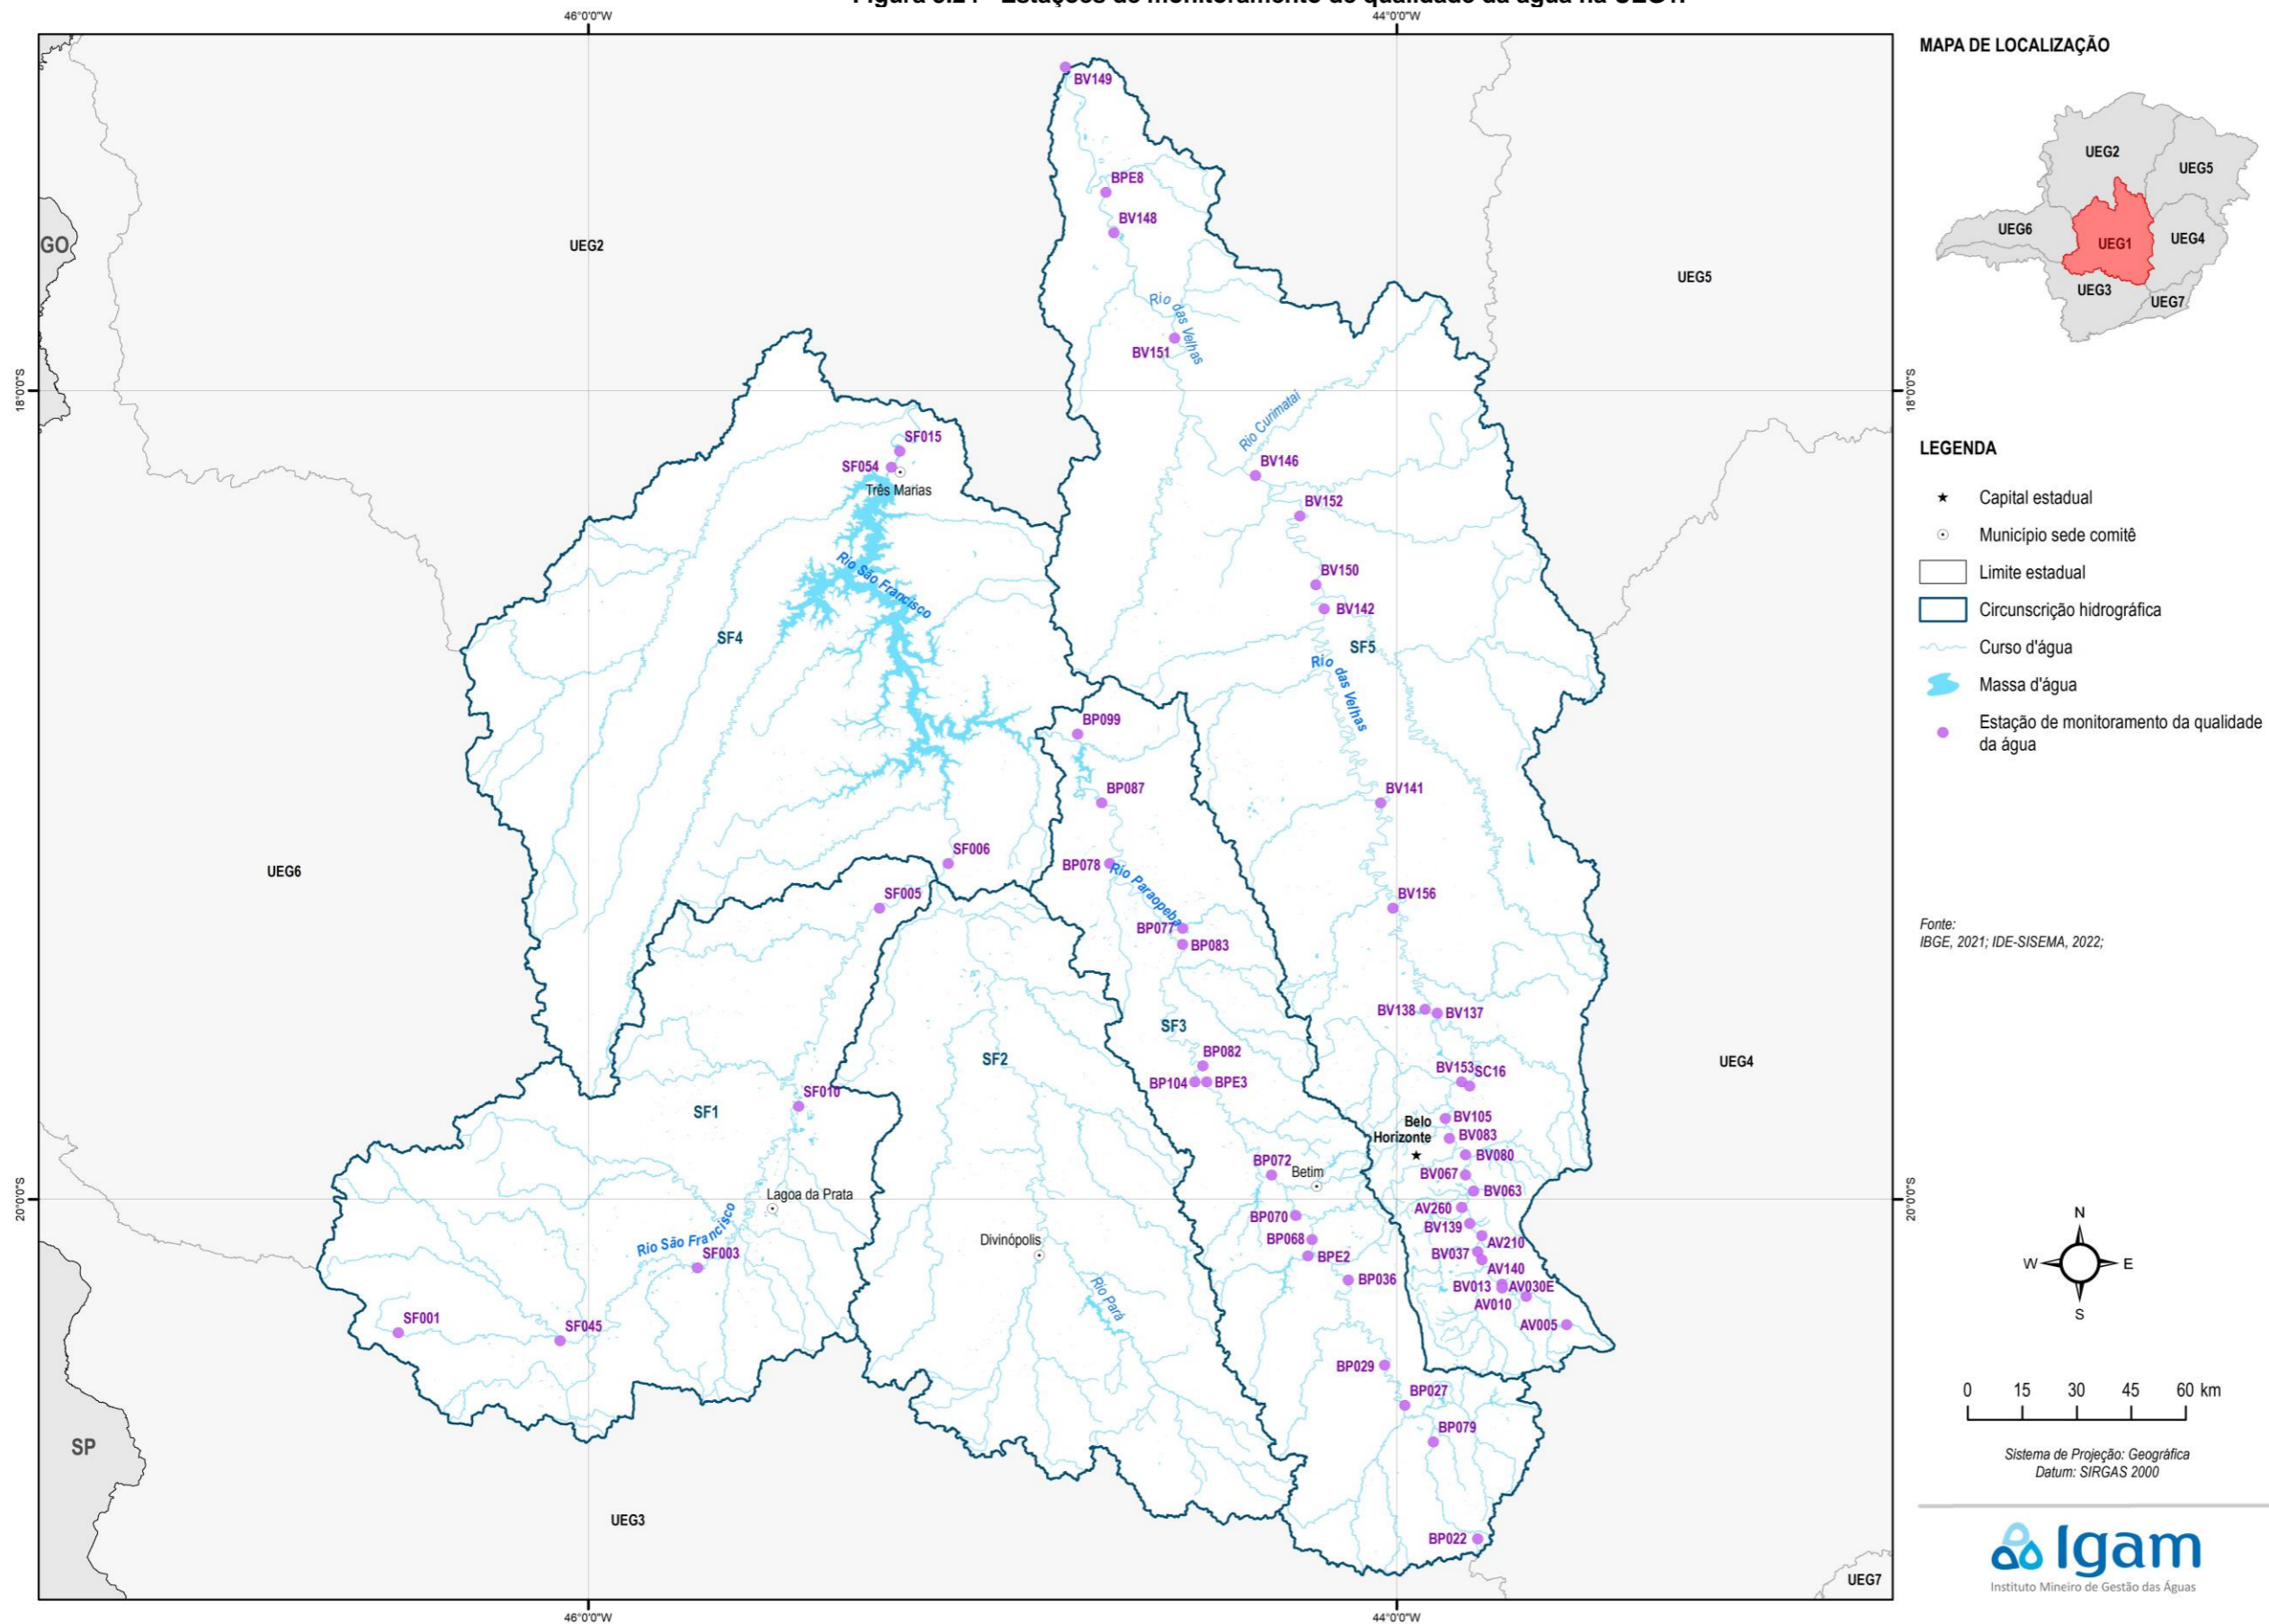 Figura 3.24 - Estações de monitoramento de qualidade da água na UEG1.
46°0'0"W
44°0'0"W
BV149
BPE8
BV148
GO
UEG2
UEG5
Rio das Velhas
BV151
18°0'0"S
18°0'0"S
Rio Curimataí
SF015
SF054
Três Marias
BV146
BV152
Rio São Francisco
BV150
BV142
SF4
SF5
Rio das Velhas
BP099
BP087
BV141
SF006
BP078
Rio Paraopeba
UEG6
SF005
BV156
BP077
BP083
BV138
BV137
SF3
SF2
BP082
BP104
BPE3
BV153
SC16
UEG4
SF010
SF1
BV105
Belo
Horizonte
BV083
BV080
BP072
Betim
BV067
BV063
20°0'0"S
20°0'0"S
Lagoa da Prata
AV260
BP070
BV139
Rio São Francisco
Divinópolis
BP068
AV210
SF003
BPE2
BV037
AV140
BP036
BV013
AV030E
Rio Pará
AV010
SF001
SF045
AV005
BP029
BP027
BP079
SP
UEG3
BP022
UEG7
46°0'0"W
44°0'0"W
MAPA DE LOCALIZAÇÃO
UEG2
UEG5
UEG6
UEG1
UEG4
UEG3
UEG7
LEGENDA
Capital estadual
Município sede comitê
Limite estadual
Circunscrição hidrográfica
Curso d'água
Massa d'água
Estação de monitoramento da qualidade
da água
Fonte:
IBGE, 2021; IDE-SISEMA, 2022;
N
W E
S
0 15 30 45 60 km
Sistema de Projeção: Geográfica
Datum: SIRGAS 2000
Igam
Instituto Mineiro de Gestão das Águas